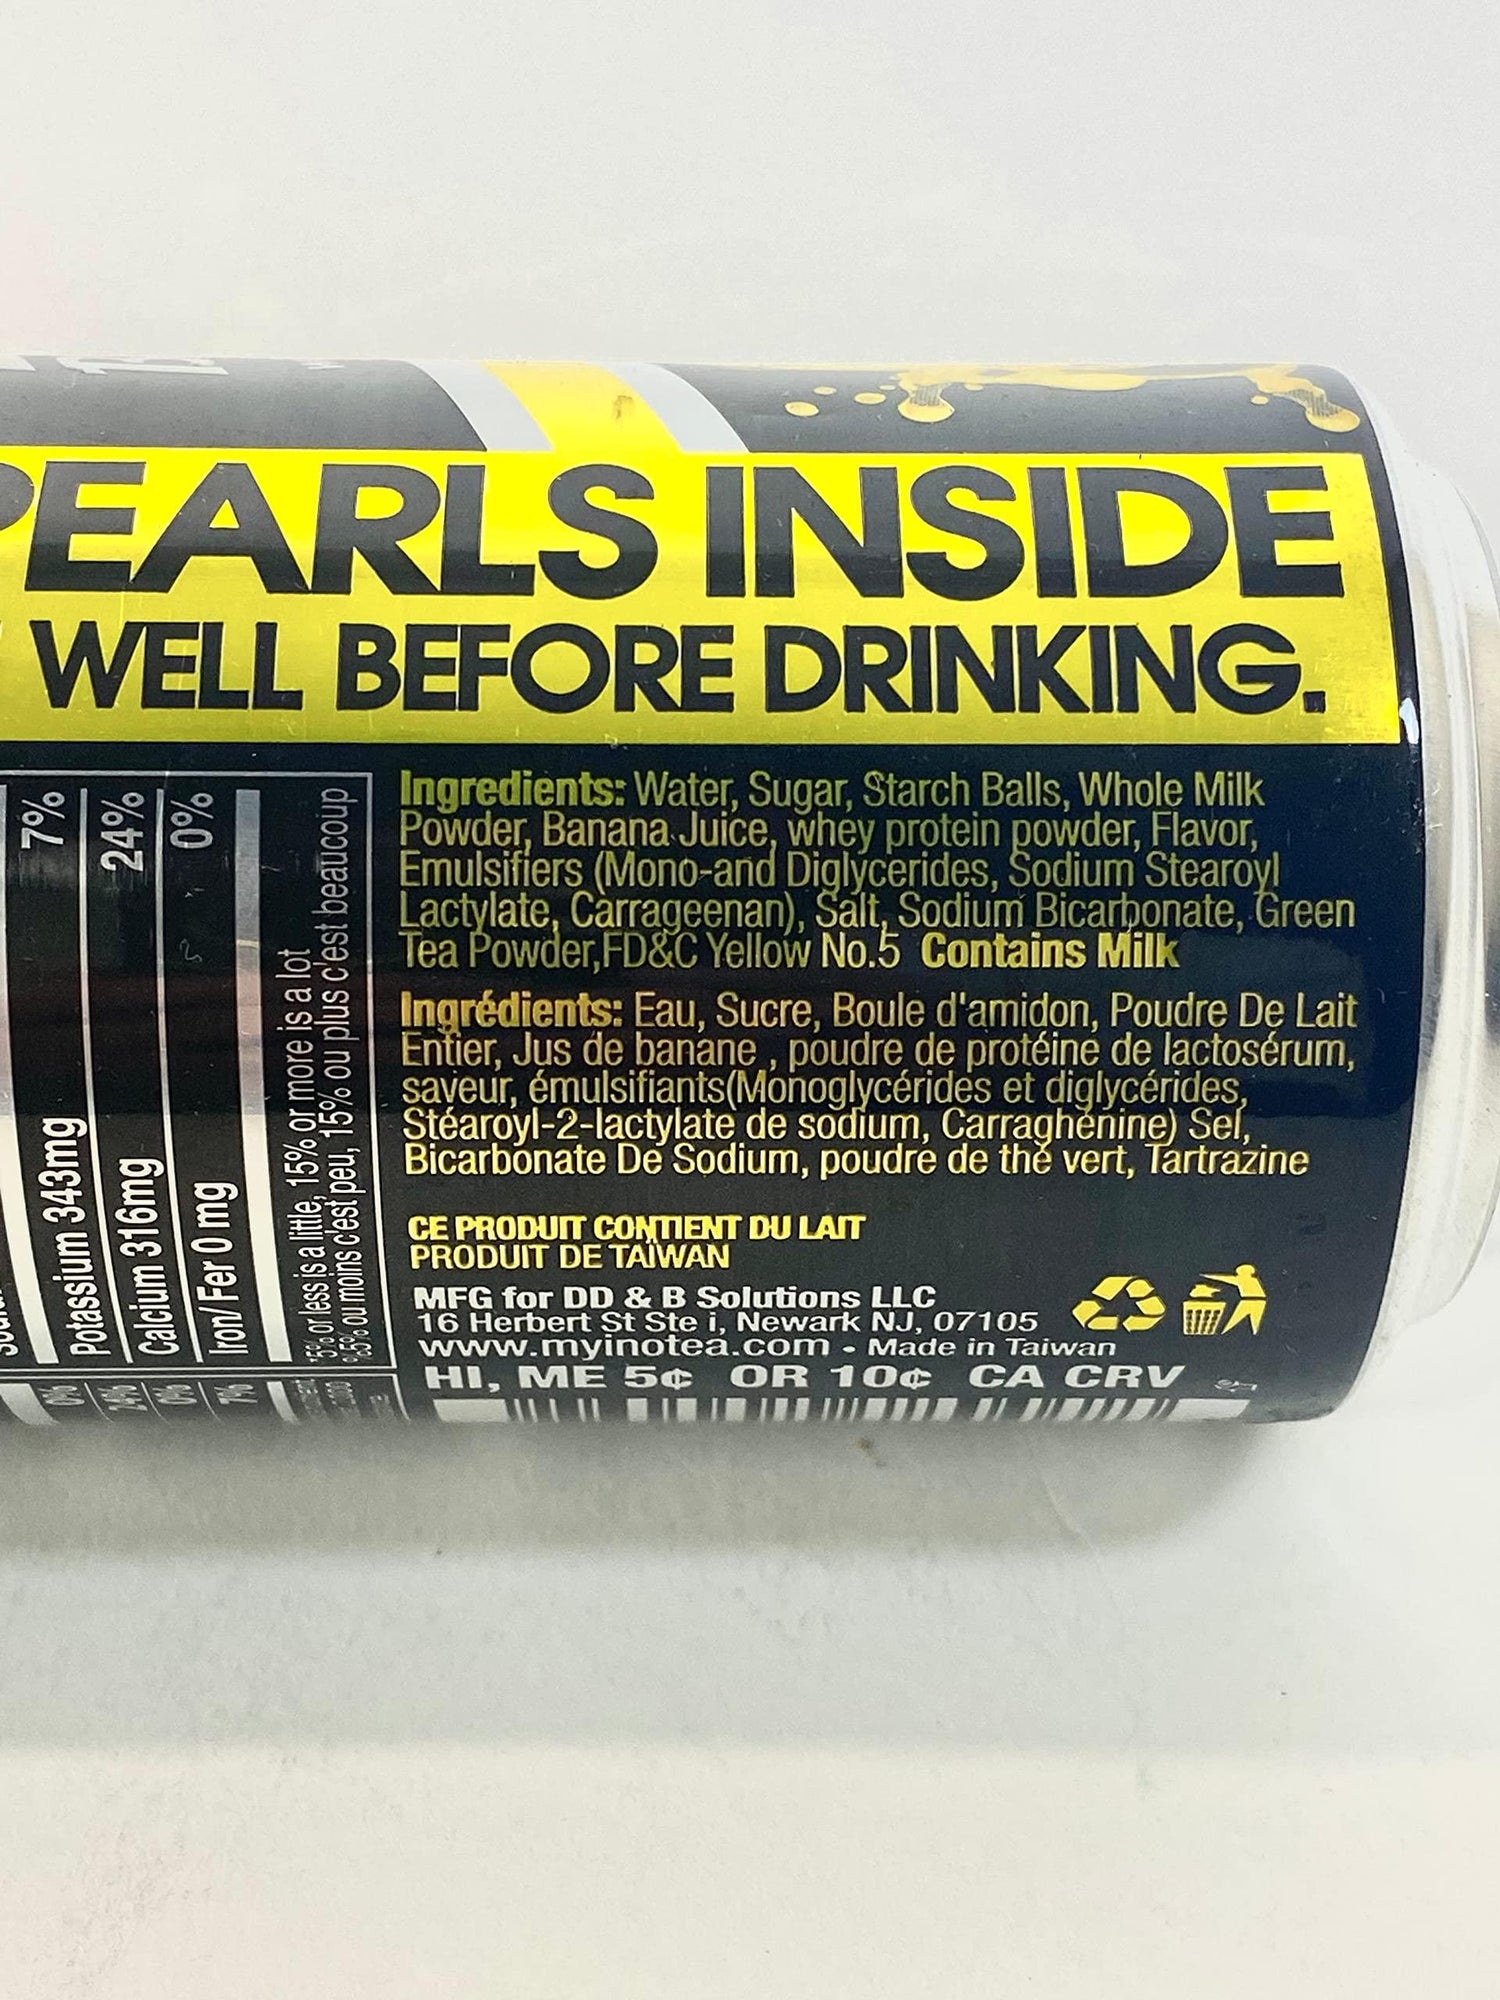 PEARLS INSIDE
WELL BEFORE DRINKING.
7%
24%
0%
Potassium 343mg
Calcium 316mg
Iron/ Fer 0 mg
*5% or less is a little, 15% or more is a lot
5% ou moins c'est peu, 15% ou plus c'est beaucoup
Ingredients: Water, Sugar, Starch Balls, Whole Milk
Powder, Banana Juice, whey protein powder, Flavor,
Emulsifiers (Mono-and Diglycerides, Sodium Stearoyl
Lactylate, Carrageenan), Salt, Sodium Bicarbonate, Green
Tea Powder,FD&C Yellow No.5 Contains Milk
Ingrédients: Eau, Sucre, Boule d'amidon, Poudre De Lait
Entier, Jus de banane , poudre de protéine de lactosérum,
saveur, émulsifiants(Monoglycérides et diglycérides,
Stéaroyl-2-lactylate de sodium, Carraghénine) Sel,
Bicarbonate De Sodium, poudre de thé vert, Tartrazine
CE PRODUIT CONTIENT DU LAIT
PRODUIT DE TAÏWAN
MFG for DD & B Solutions LLC
16 Herbert St Ste i, Newark NJ, 07105
www.myinotea.com • Made in Taiwan
HI, ME 5¢ OR 10¢ CA CRV
0%
24%
0%
7%